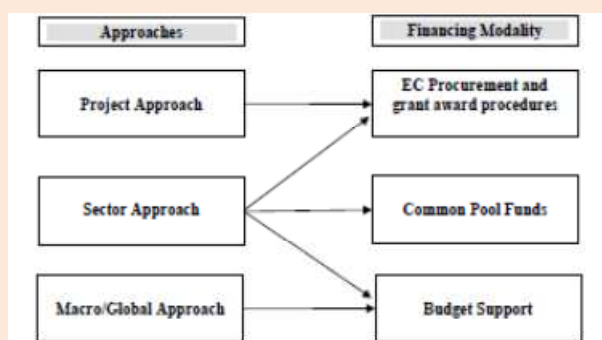 Approaches
Financing Modality
Project Approach
EC Procurement and
grant award procedures
Sector Approach
Common Pool Funds
Macro/Global Approach
Budget Support